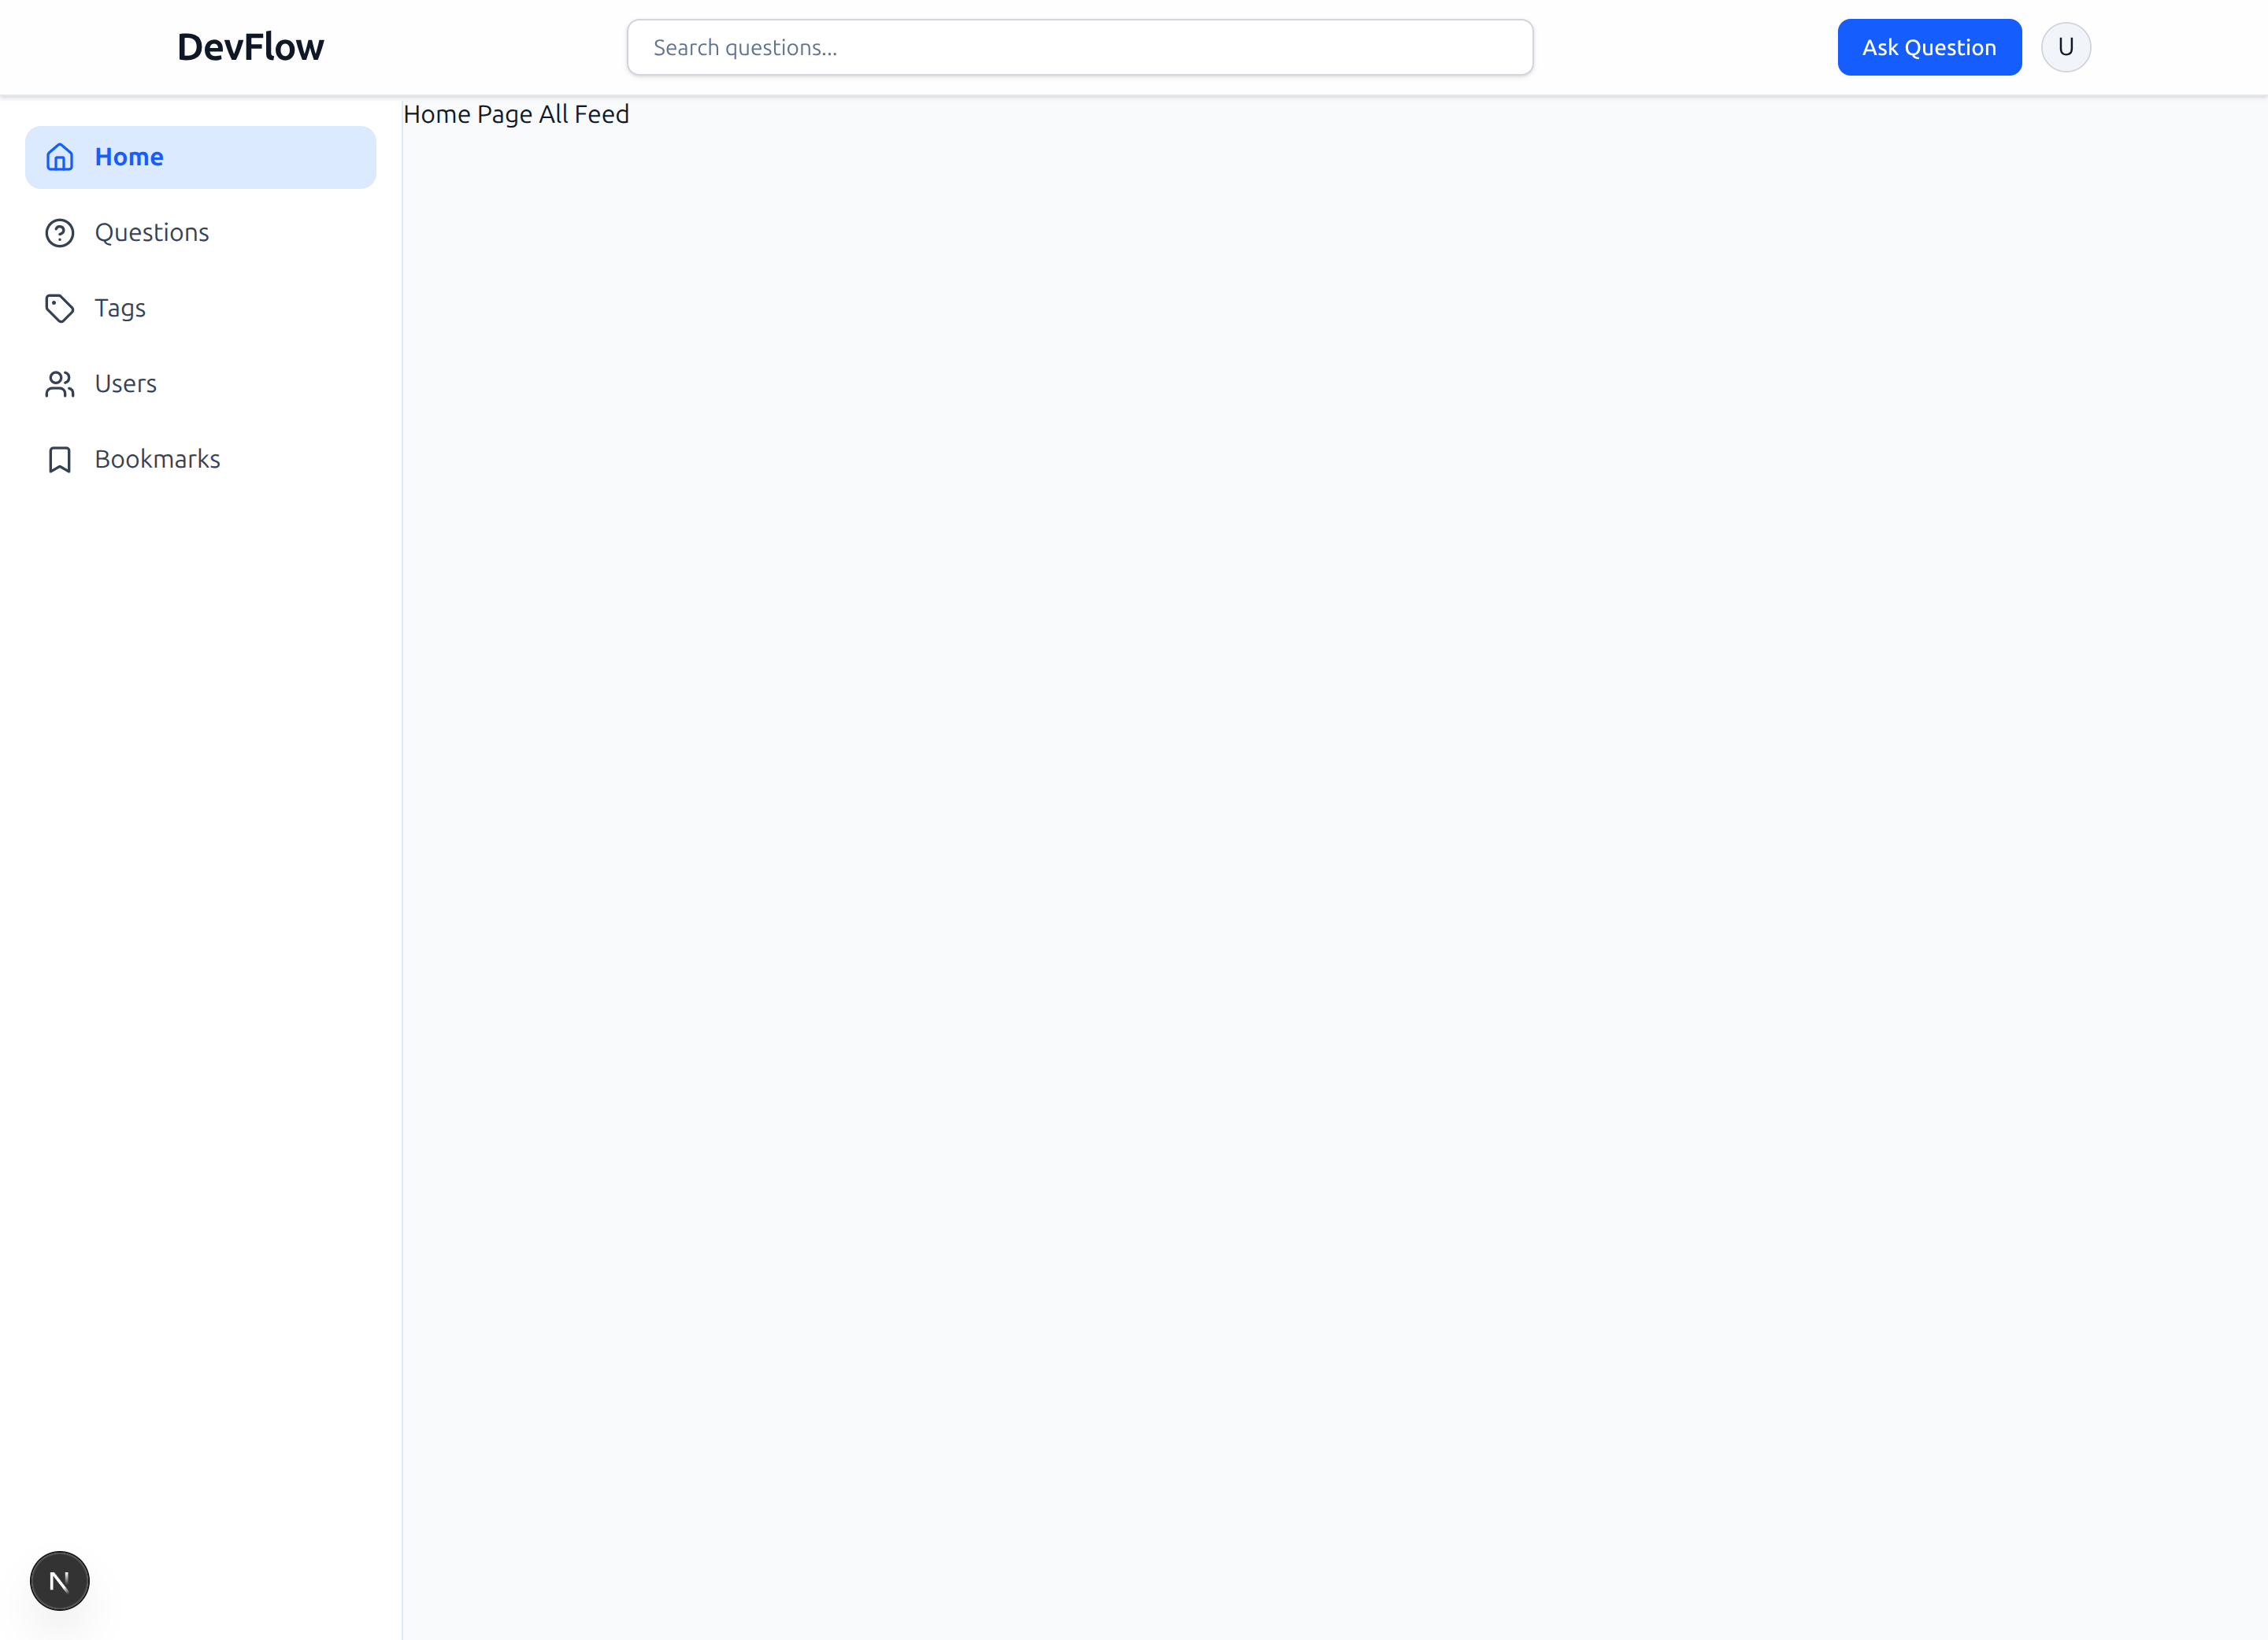 DevFlow
Search questions...
Ask Question
U
Home Page All Feed
Home
Questions
Tags
Users
Bookmarks
N